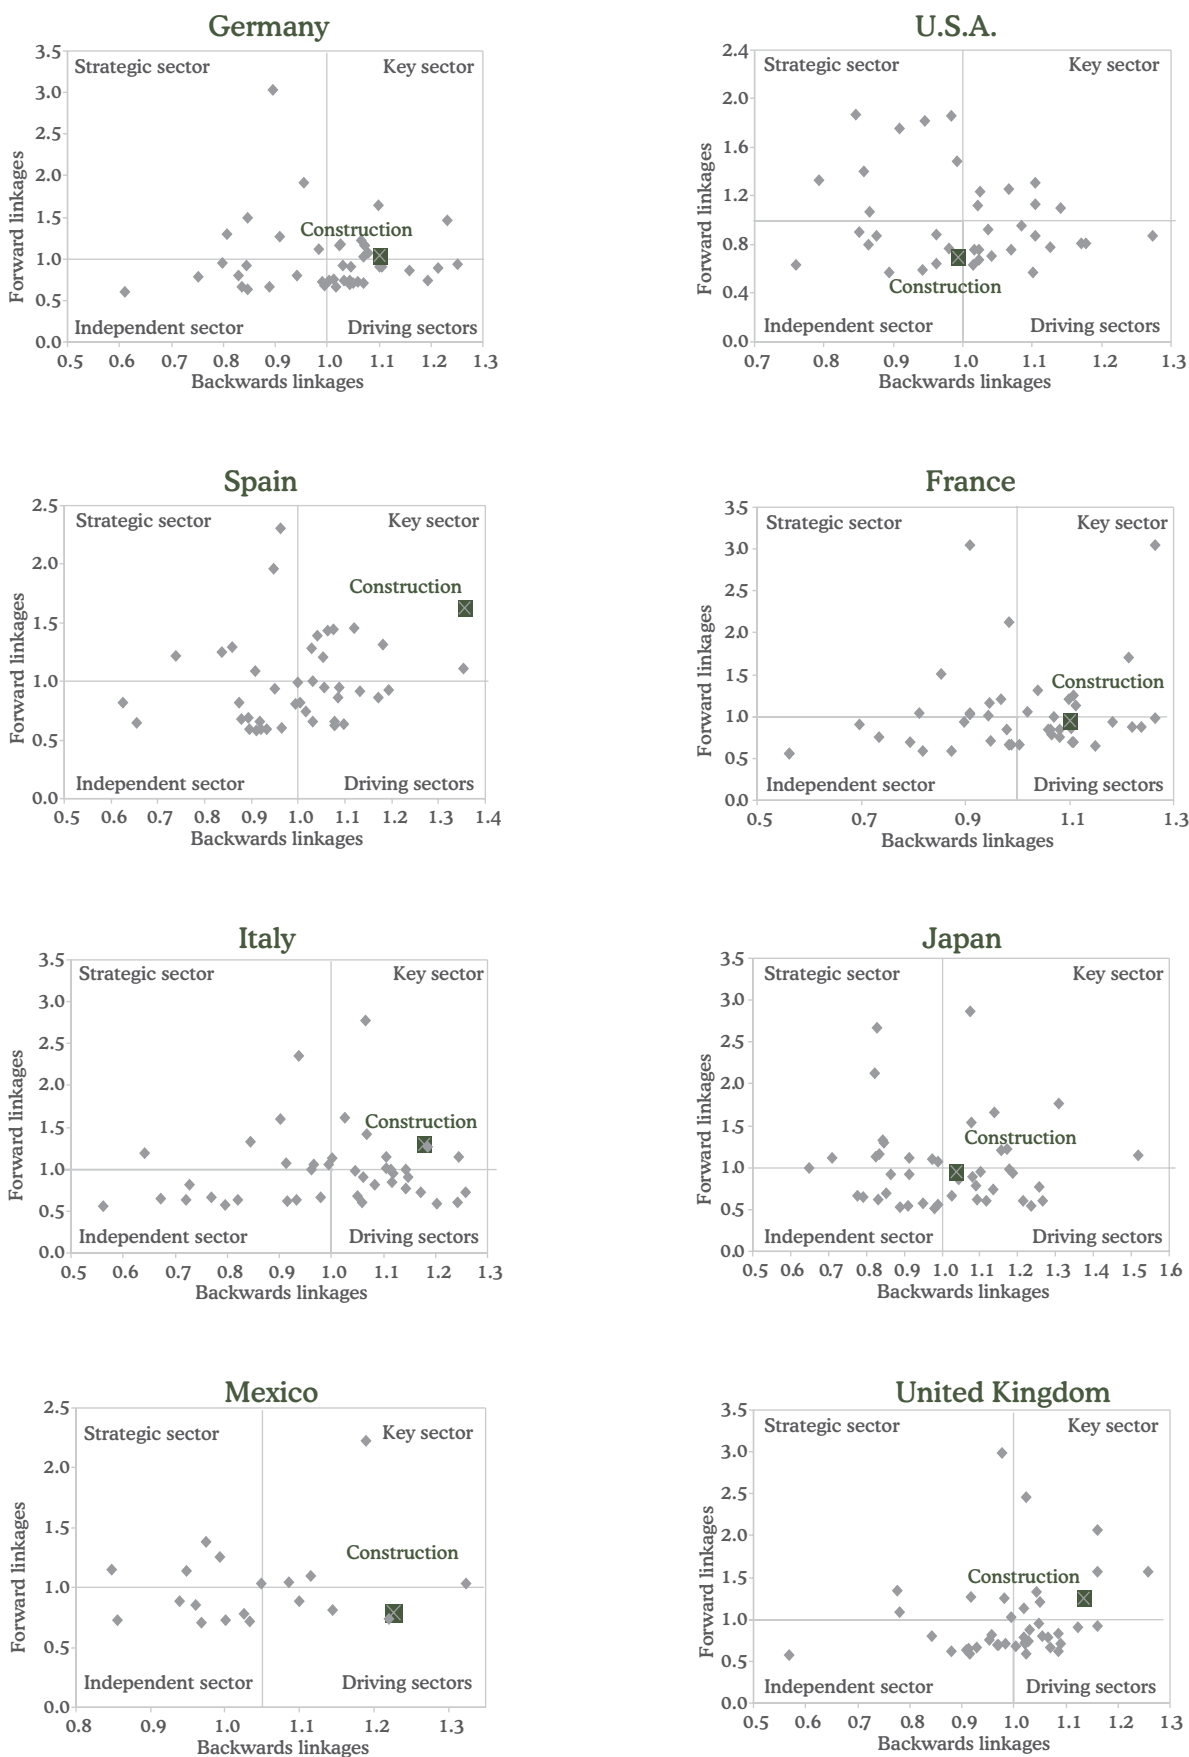 Germany
3.5
Strategic sector
Key sector
3.0
2.5
2.0
1.5
Construction
1.0
0.5
Independent sector
Driving sectors
0.0
0.5 0.6 0.7 0.8 0.9 1.0 1.1 1.2 1.3
Backwards linkages
Forward linkages
U.S.A.
2.4
Strategic sector
Key sector
2.0
1.6
1.2
0.8
Construction
0.4
Independent sector
Driving sectors
0.0
0.7 0.8 0.9 1.0 1.1 1.2 1.3
Backwards linkages
Forward linkages
Spain
2.5
Strategic sector
Key sector
2.0
Construction
1.5
1.0
0.5
Independent sector
Driving sectors
0.0
0.5 0.6 0.7 0.8 0.9 1.0 1.1 1.2 1.3 1.4
Backwards linkages
Forward linkages
France
3.5
Strategic sector
Key sector
3.0
2.5
2.0
1.5
Construction
1.0
0.5
Independent sector
Driving sectors
0.0
0.5 0.7 0.9 1.1 1.3
Backwards linkages
Forward linkages
Italy
3.5
Strategic sector
Key sector
3.0
2.5
2.0
1.5
Construction
1.0
0.5
Independent sector
Driving sectors
0.0
0.5 0.6 0.7 0.8 0.9 1.0 1.1 1.2 1.3
Backwards linkages
Forward linkages
Japan
3.5
Strategic sector
Key sector
3.0
2.5
2.0
1.5
Construction
1.0
0.5
Independent sector
Driving sectors
0.0
0.5 0.6 0.7 0.8 0.9 1.0 1.1 1.2 1.3 1.4 1.5 1.6
Backwards linkages
Forward linkages
Mexico
2.5
Strategic sector
Key sector
2.0
1.5
Construction
1.0
0.5
Independent sector
Driving sectors
0.0
0.8 0.9 1.0 1.1 1.2 1.3
Backwards linkages
Forward linkages
United Kingdom
3.5
Strategic sector
Key sector
3.0
2.5
2.0
1.5
Construction
1.0
0.5
Independent sector
Driving sectors
0.0
0.5 0.6 0.7 0.8 0.9 1.0 1.1 1.2 1.3
Backwards linkages
Forward linkages